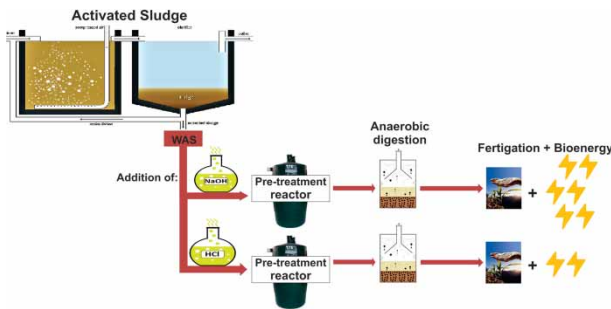 Activated Sludge
WAS
Addition of:
NaOH
Pre-treatment
reactor
Anaerobic
digestion
Fertigation + Bioenergy
+
HCl
Pre-treatment
reactor
+